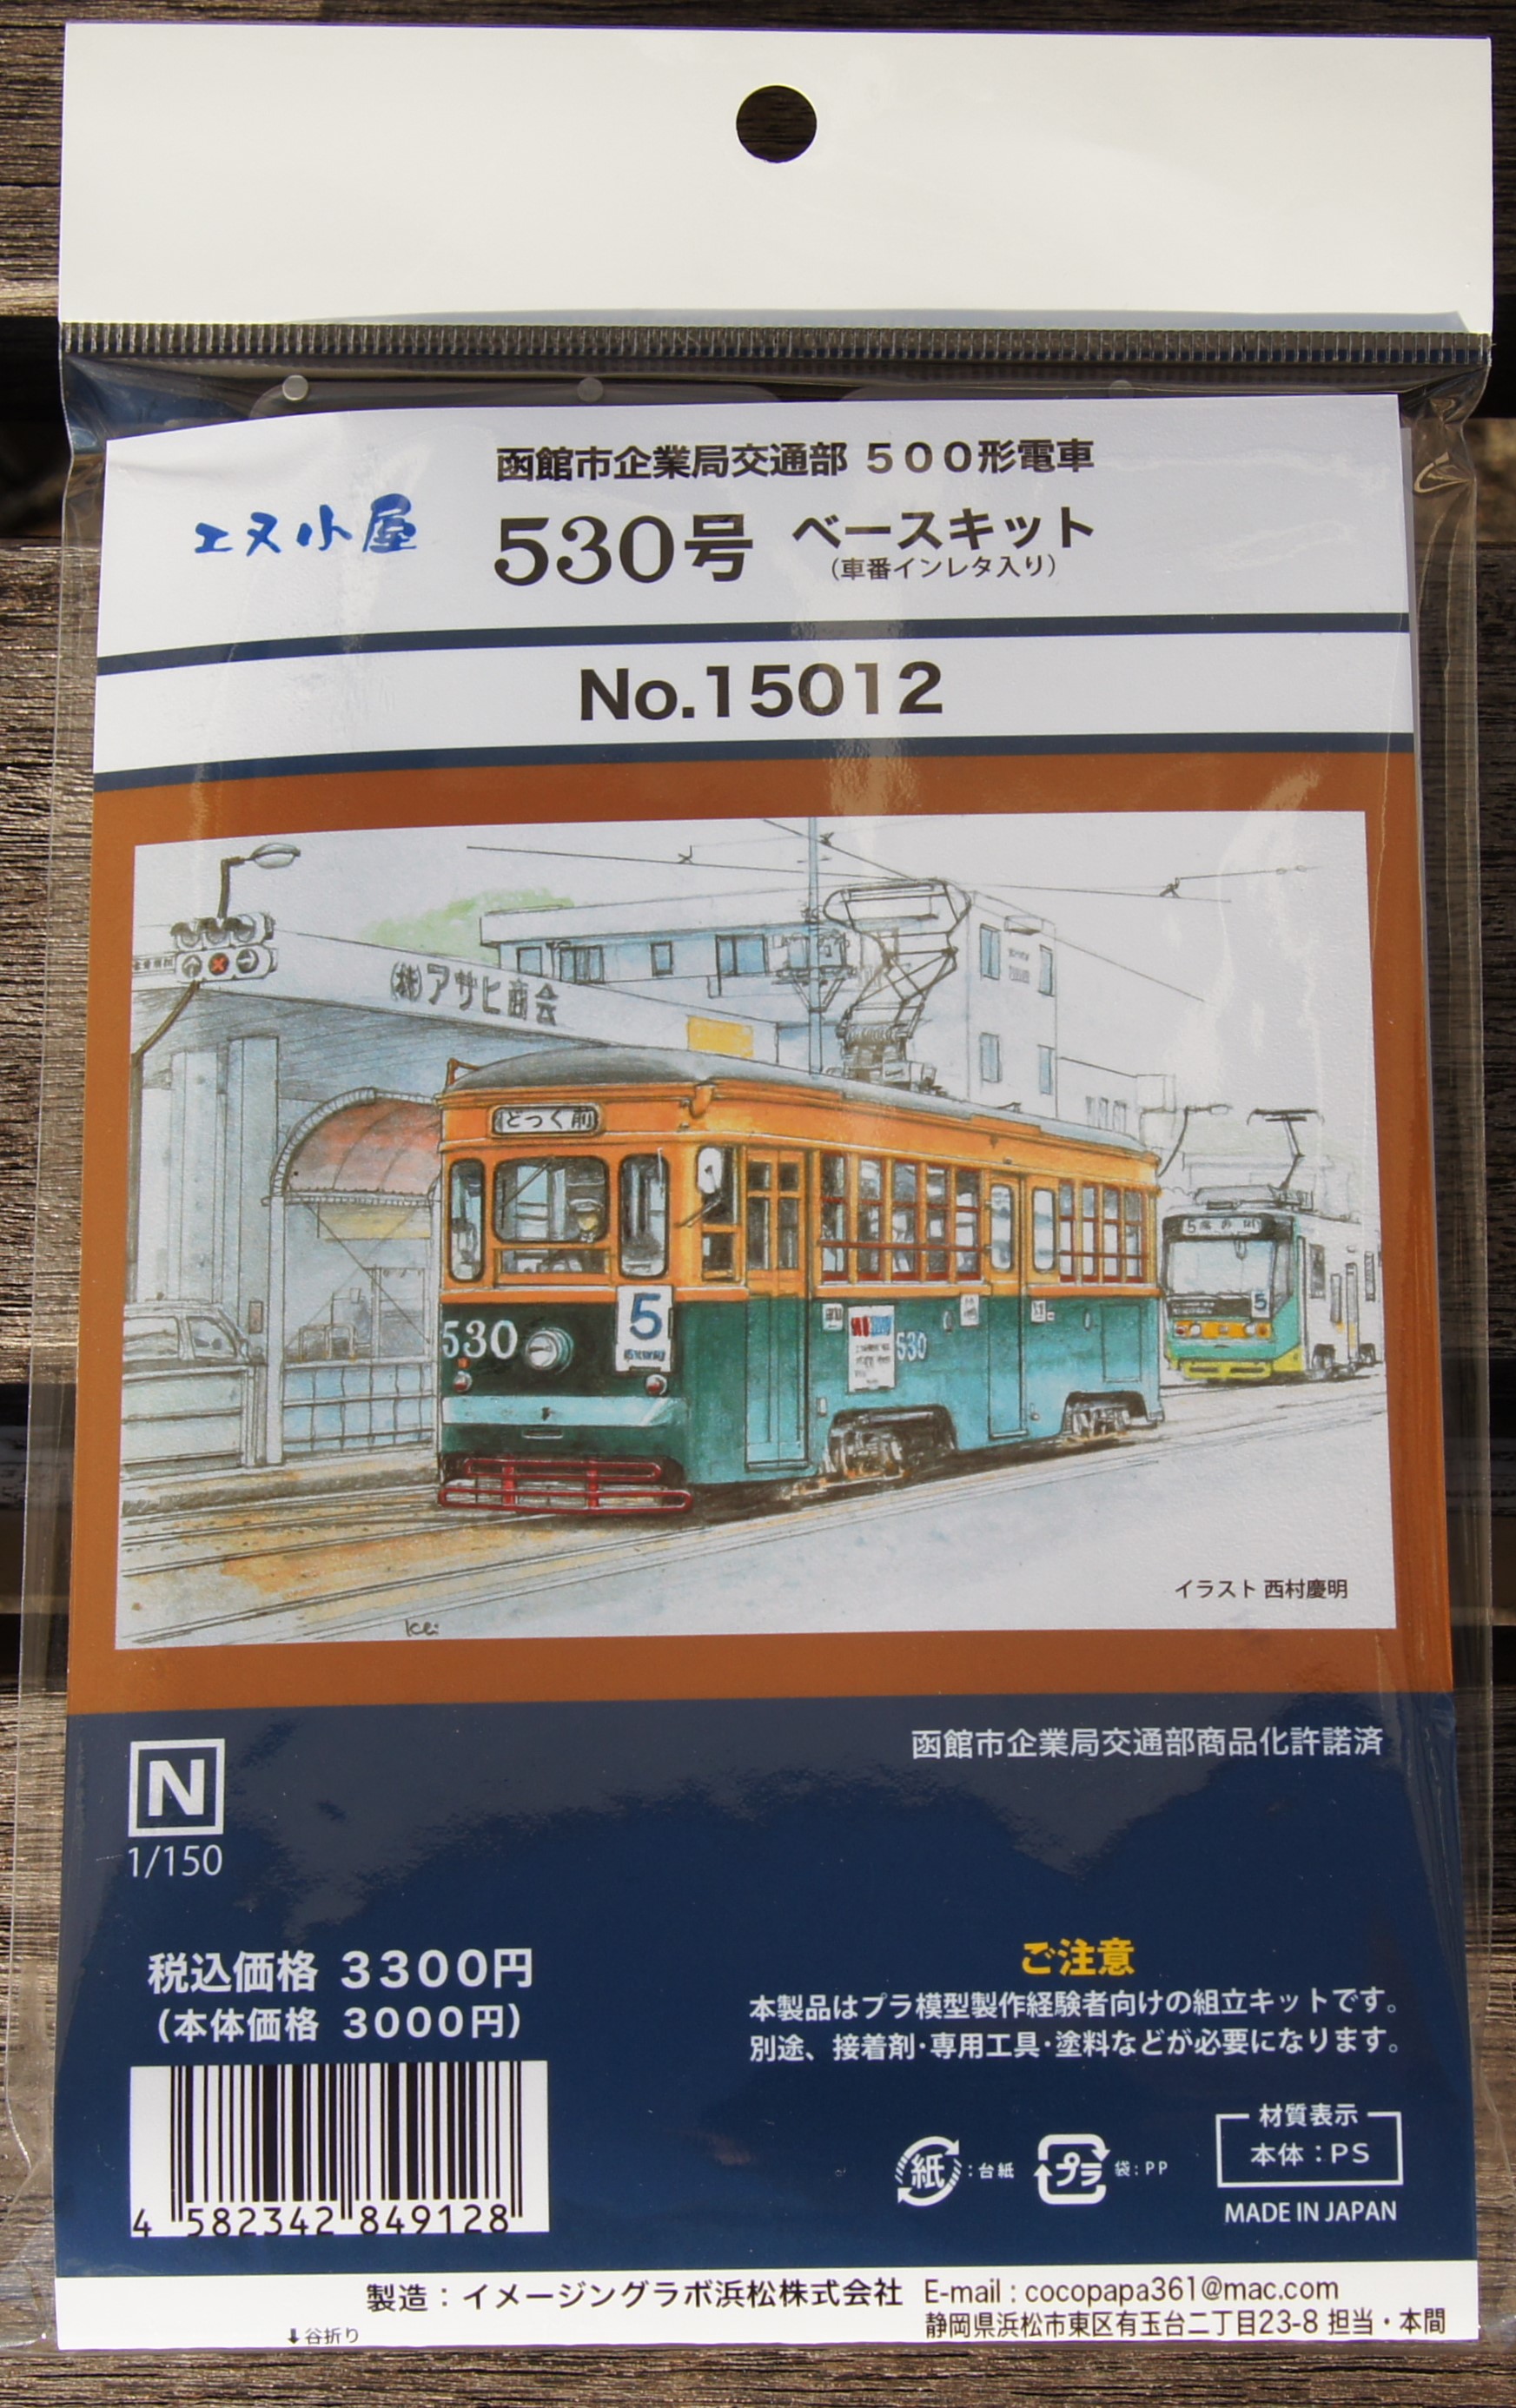 函館市企業局交通部 500形電車
エヌ小屋
530号 ベースキット
(車番インレタ入り)
No.15012
㈱アサヒ商会
どっく前
5
530
5
530
5
イラスト 西村慶明
Kei
函館市企業局交通部商品化許諾済
N
1/150
税込価格 3300円
(本体価格 3000円)
ご注意
本製品はプラ模型製作経験者向けの組立キットです。
別途、接着剤・専用工具・塗料などが必要になります。
紙:台紙 プラ 袋:PP
材質表示
本体:PS
MADE IN JAPAN
4 582342 849128
製造:イメージングラボ浜松株式会社 E-mail : cocopapa361@mac.com
静岡県浜松市東区有玉台二丁目23-8 担当・本間
⬇谷折り